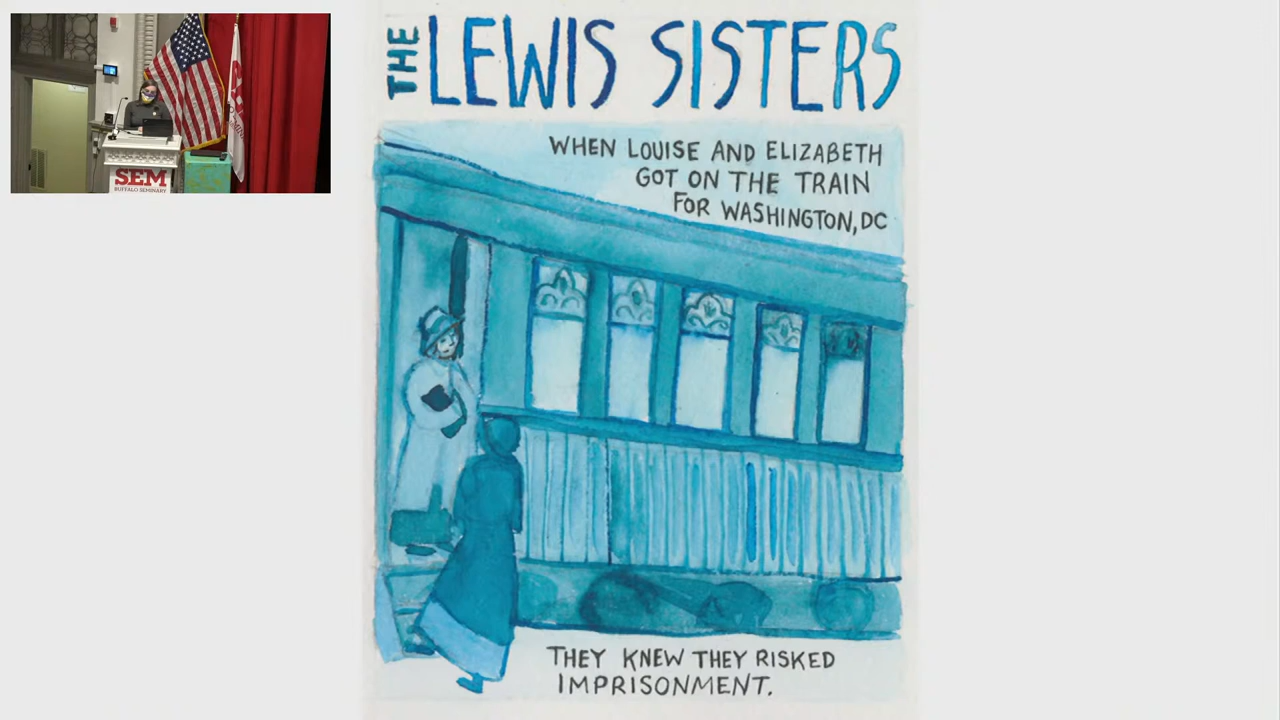 THE LEWIS SISTERS
WHEN LOUISE AND ELIZABETH
GOT ON THE TRAIN
FOR WASHINGTON, DC
THEY KNEW THEY RISKED
IMPRISONMENT.
SEM
BUFFALO SEMINARY